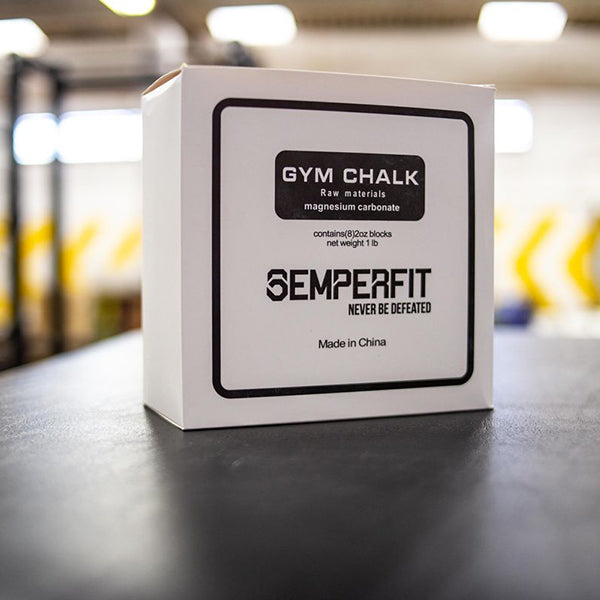 GYM CHALK
Raw materials
magnesium carbonate
contains(8)2oz blocks
net weight 1 lb
SEMPERFIT
NEVER BE DEFEATED
Made in China